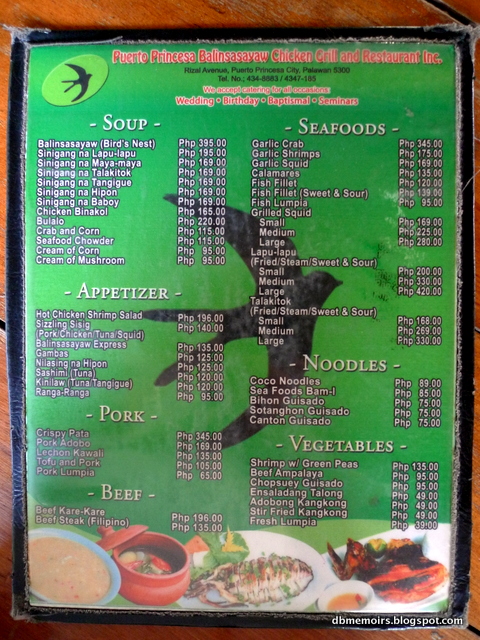 Puerto Princesa Balinsasayaw Chicken Grill and Restaurant Inc.
Rizal Avenue, Puerto Princesa City, Palawan 5300
Tel. No.: 434-8883 / 4347-185
We accept catering for all occasions:
Wedding • Birthday • Baptismal • Seminars
- SOUP -
Balinsasayaw (Bird's Nest) Php 395.00
Sinigang na Lapu-lapu Php 195.00
Sinigang na Maya-maya Php 169.00
Sinigang na Talakitok Php 169.00
Sinigang na Tangigue Php 169.00
Sinigang na Hipon Php 169.00
Sinigang na Baboy Php 169.00
Chicken Binakol Php 165.00
Bulalo Php 220.00
Crab and Corn Php 115.00
Seafood Chowder Php 115.00
Cream of Corn Php 95.00
Cream of Mushroom Php 95.00
- APPETIZER -
Hot Chicken Shrimp Salad Php 196.00
Sizzling Sisig Php 140.00
(Pork/Chicken/Tuna/Squid)
Balinsasayaw Express Php 135.00
Gambas Php 125.00
Nilasing na Hipon Php 125.00
Sashimi (Tuna) Php 120.00
Kinilaw (Tuna/Tangigue) Php 120.00
Ranga-Ranga Php 95.00
- PORK -
Crispy Pata Php 345.00
Pork Adobo Php 169.00
Lechon Kawali Php 135.00
Tofu and Pork Php 105.00
Pork Lumpia Php 65.00
- BEEF -
Beef Kare-Kare Php 196.00
Beef Steak (Filipino) Php 135.00
- SEAFOODS -
Garlic Crab Php 345.00
Garlic Shrimps Php 175.00
Garlic Squid Php 169.00
Calamares Php 135.00
Fish Fillet Php 120.00
Fish Fillet (Sweet & Sour) Php 139.00
Fish Lumpia Php 95.00
Grilled Squid
Small Php 169.00
Medium Php 225.00
Large Php 280.00
Lapu-lapu
(Fried/Steam/Sweet & Sour)
Small Php 200.00
Medium Php 330.00
Large Php 420.00
Talakitok
(Fried/Steam/Sweet & Sour)
Small Php 168.00
Medium Php 269.00
Large Php 330.00
- NOODLES -
Coco Noodles Php 89.00
Sea Foods Bam-I Php 85.00
Bihon Guisado Php 75.00
Sotanghon Guisado Php 75.00
Canton Guisado Php 75.00
- VEGETABLES -
Shrimp w/ Green Peas Php 135.00
Beef Ampalaya Php 95.00
Chopsuey Guisado Php 95.00
Ensaladang Talong Php 49.00
Adobong Kangkong Php 49.00
Stir Fried Kangkong Php 49.00
Fresh Lumpia Php 39.00
dbmemoirs.blogspot.com